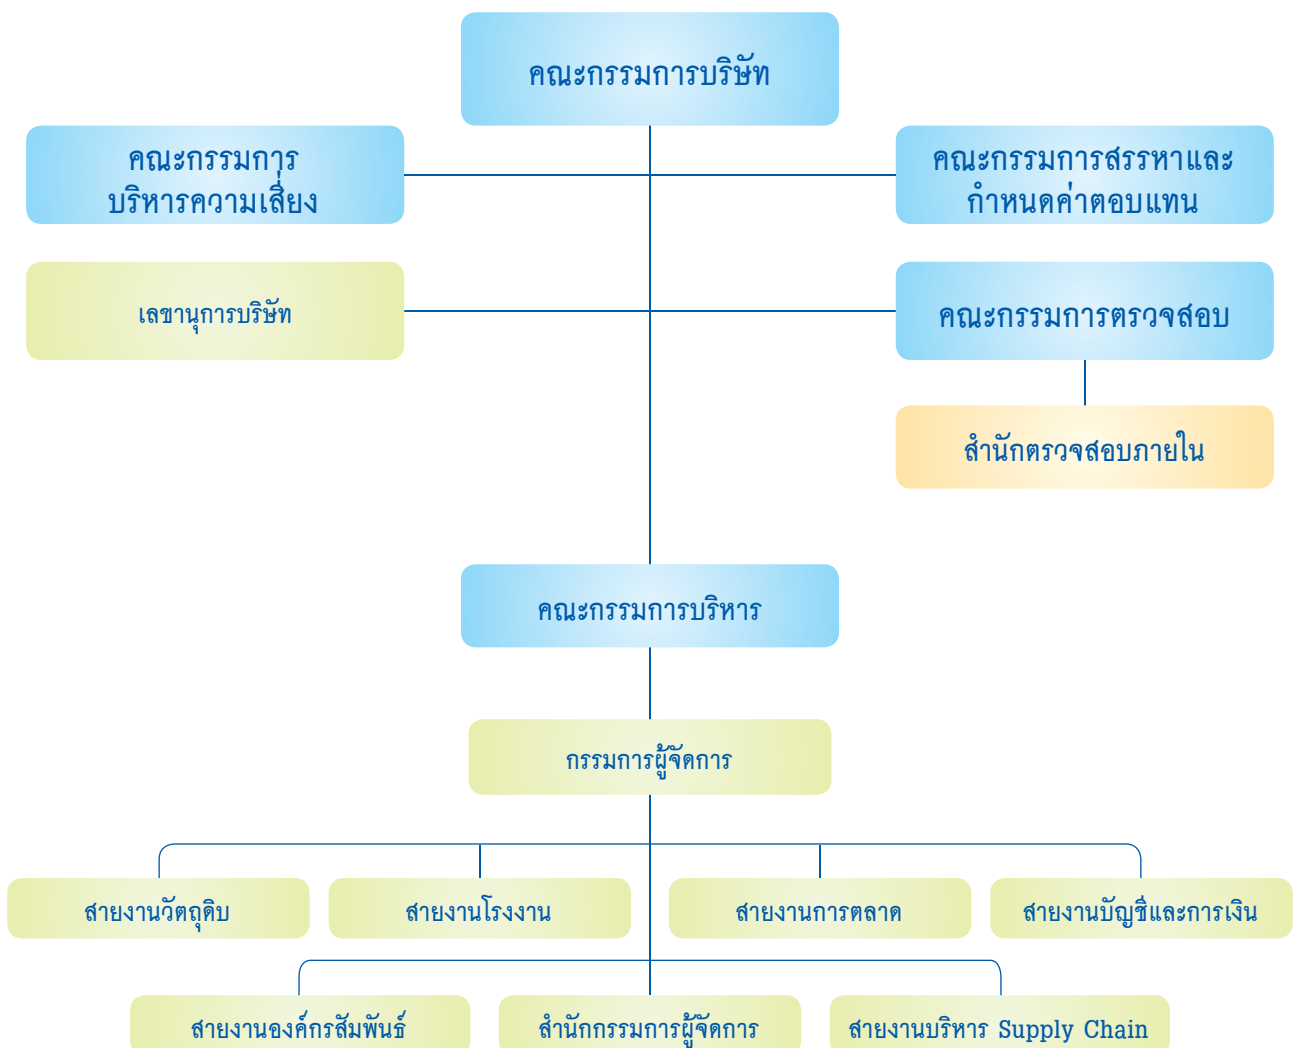 คณะกรรมการบริษัท
คณะกรรมการ
บริหารความเสี่ยง
คณะกรรมการสรรหาและ
กำหนดค่าตอบแทน
เลขานุการบริษัท
คณะกรรมการตรวจสอบ
สำนักตรวจสอบภายใน
คณะกรรมการบริหาร
กรรมการผู้จัดการ
สายงานวัตถุดิบ
สายงานโรงงาน
สายงานการตลาด
สายงานบัญชีและการเงิน
สายงานองค์กรสัมพันธ์
สำนักกรรมการผู้จัดการ
สายงานบริหาร Supply Chain